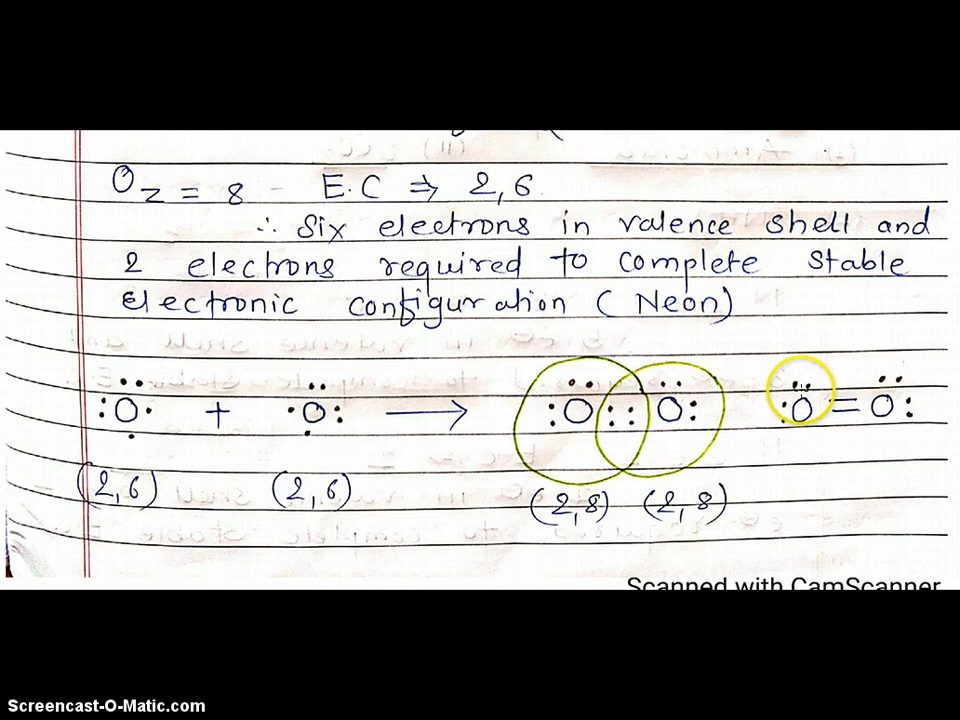 O Z = 8 - E.C ⇒ 2,6
∴ Six electrons in valence shell and
2 electrons required to complete stable
electronic configuration (Neon)
:O· + ·O: → :O::O: :O=O:
(2,6) (2,6) (2,8) (2,8)
Scanned with CamScanner
Screencast-O-Matic.com